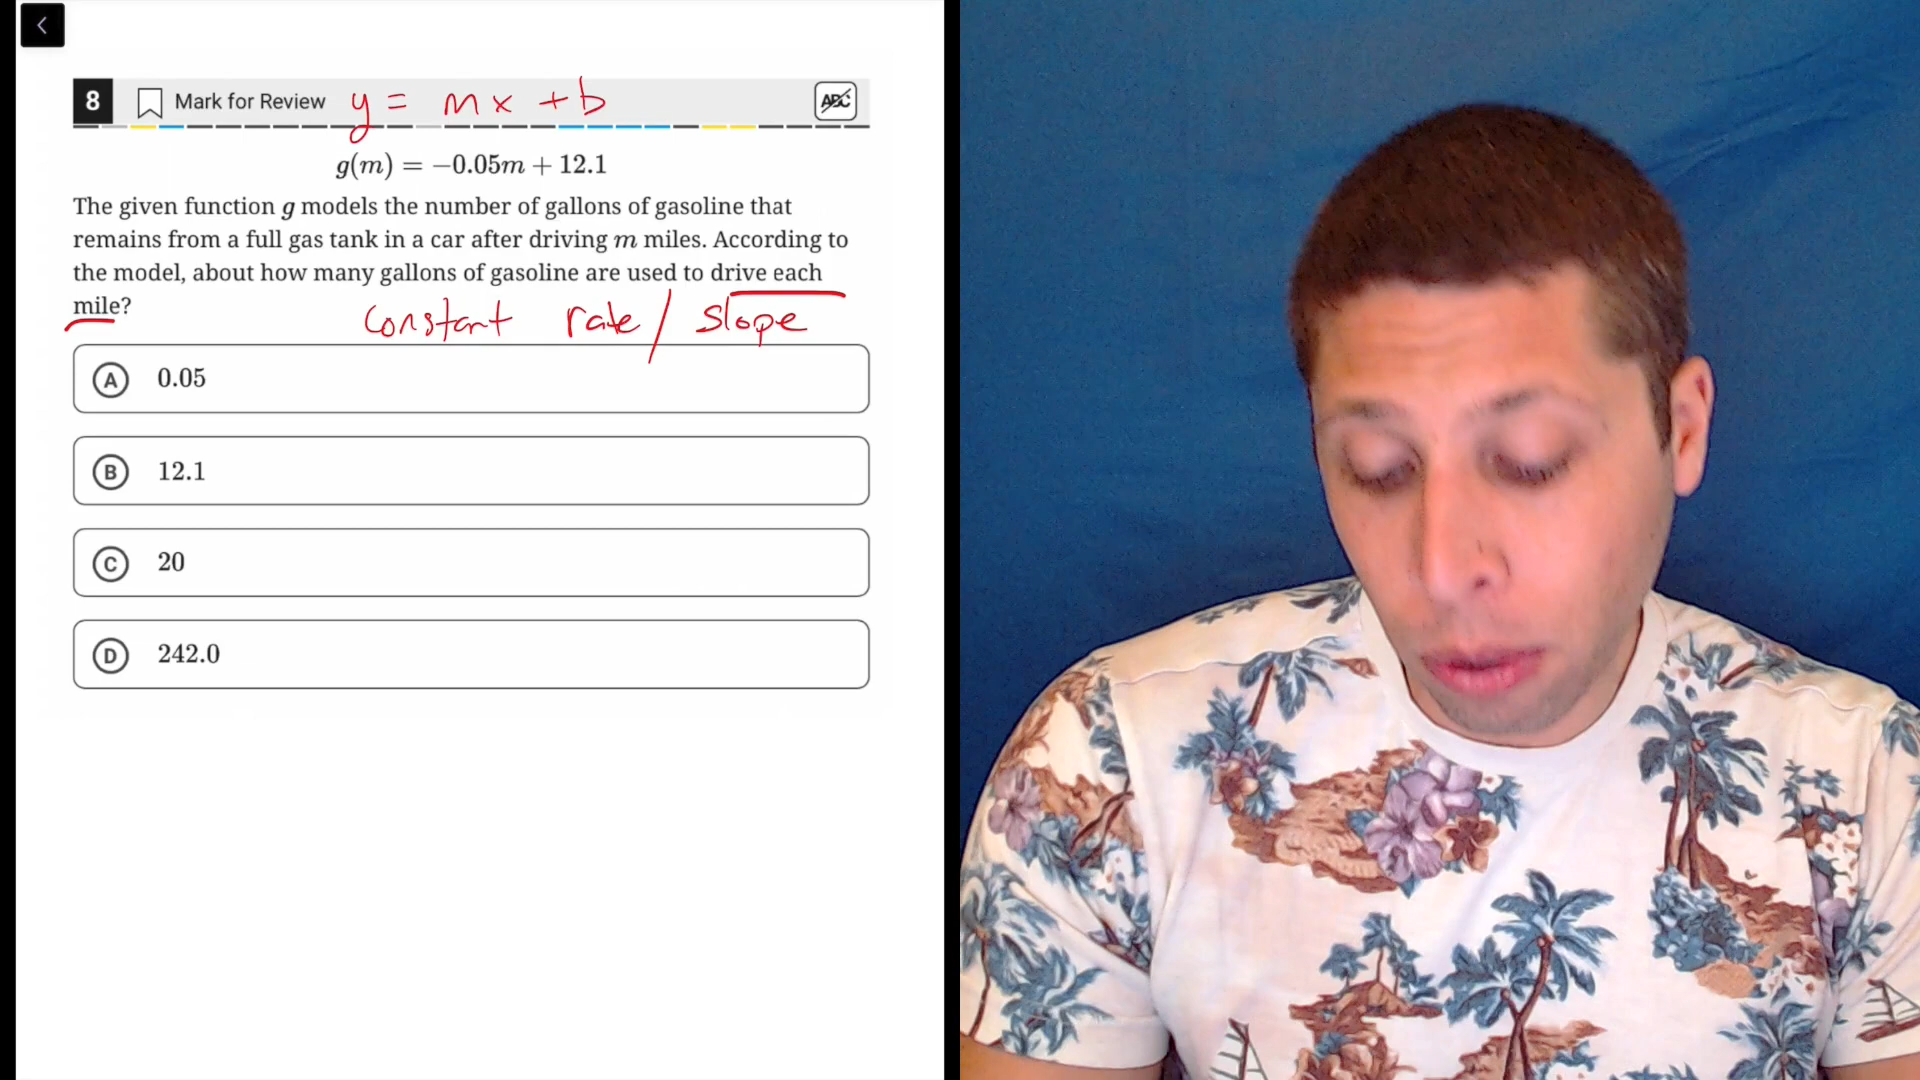 8 Mark for Review y = mx + b ABC
g(m) = −0.05m + 12.1
The given function g models the number of gallons of gasoline that
remains from a full gas tank in a car after driving m miles. According to
the model, about how many gallons of gasoline are used to drive each
mile?
constant rate / slope
A 0.05
B 12.1
C 20
D 242.0